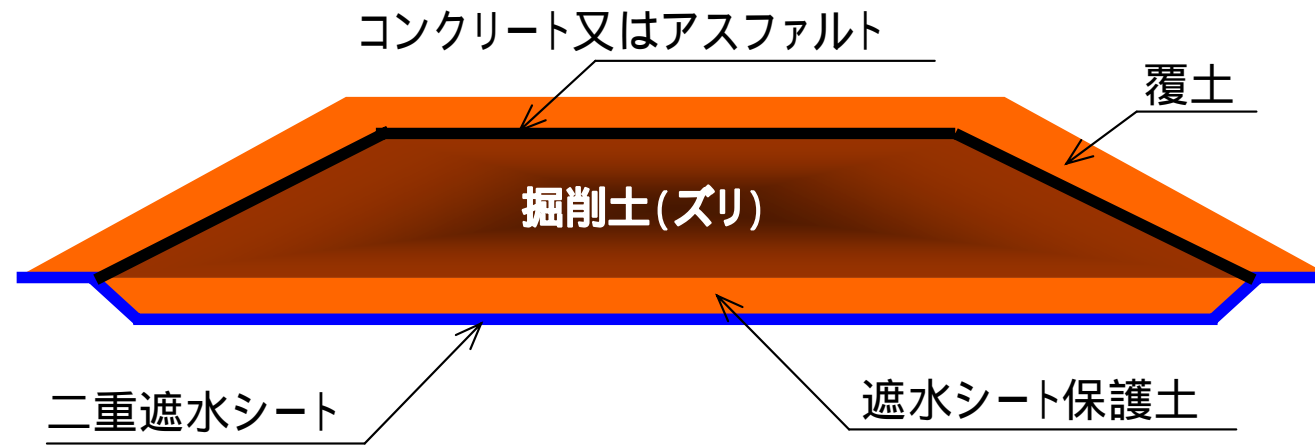 コンクリート又はアスファルト
覆土
掘削土(ズリ)
二重遮水シート
遮水シート保護土